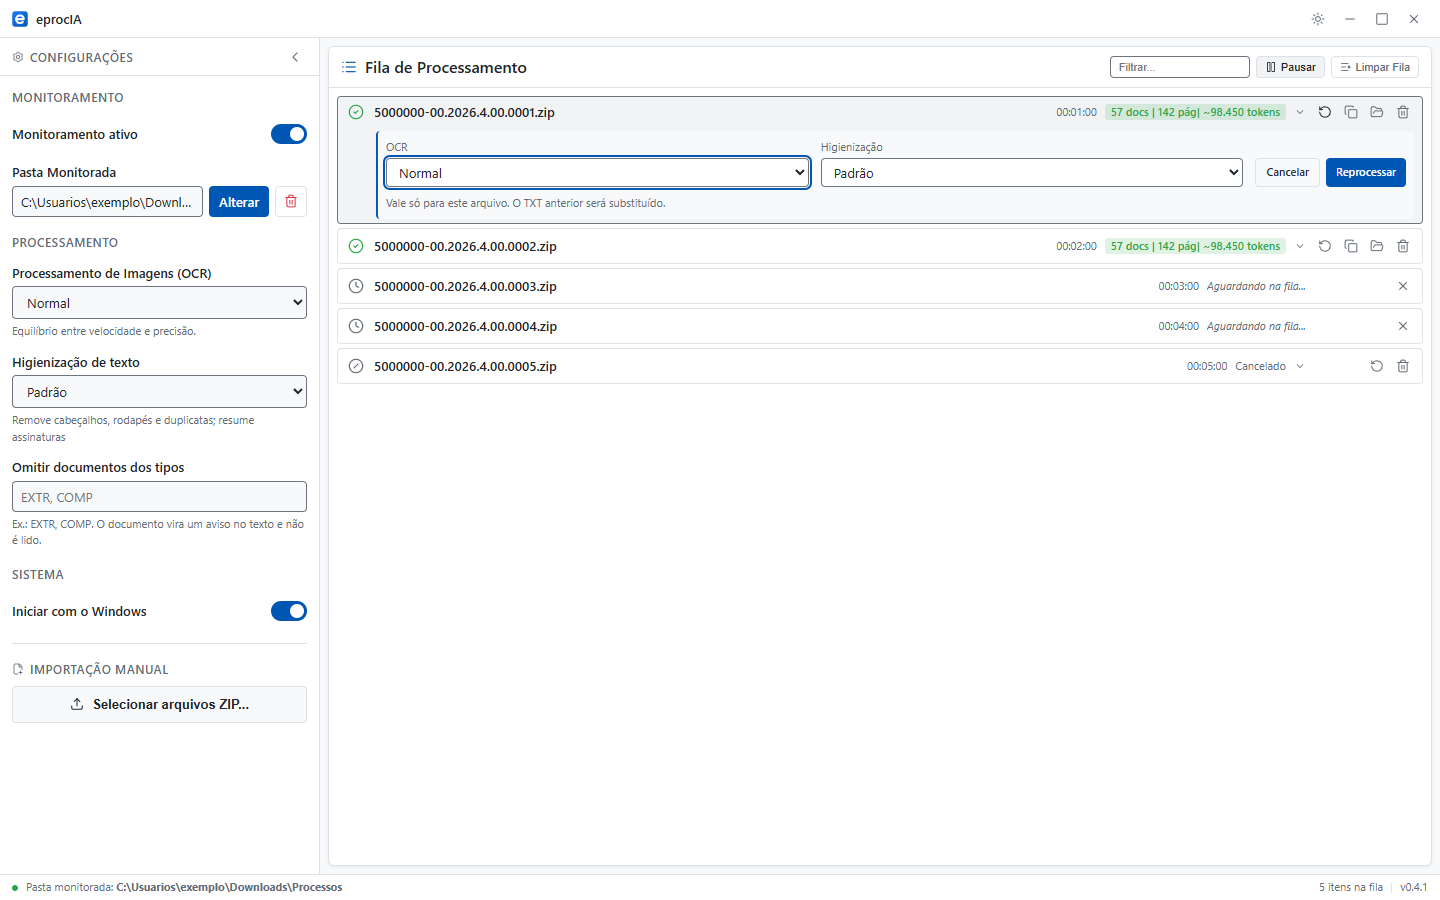 eprocIA
CONFIGURAÇÕES
MONITORAMENTO
Monitoramento ativo
Pasta Monitorada
C:\Usuarios\exemplo\Downl...
Alterar
PROCESSAMENTO
Processamento de Imagens (OCR)
Normal
Equilíbrio entre velocidade e precisão.
Higienização de texto
Padrão
Remove cabeçalhos, rodapés e duplicatas; resume
assinaturas
Omitir documentos dos tipos
EXTR, COMP
Ex.: EXTR, COMP. O documento vira um aviso no texto e não
é lido.
SISTEMA
Iniciar com o Windows
IMPORTAÇÃO MANUAL
Selecionar arquivos ZIP...
Fila de Processamento
Filtrar...
Pausar
Limpar Fila
5000000-00.2026.4.00.0001.zip
00:01:00
57 docs | 142 pág| ~98.450 tokens
OCR
Normal
Higienização
Padrão
Cancelar
Reprocessar
Vale só para este arquivo. O TXT anterior será substituído.
5000000-00.2026.4.00.0002.zip
00:02:00
57 docs | 142 pág| ~98.450 tokens
5000000-00.2026.4.00.0003.zip
00:03:00
Aguardando na fila...
5000000-00.2026.4.00.0004.zip
00:04:00
Aguardando na fila...
5000000-00.2026.4.00.0005.zip
00:05:00
Cancelado
Pasta monitorada: C:\Usuarios\exemplo\Downloads\Processos
5 itens na fila
v0.4.1